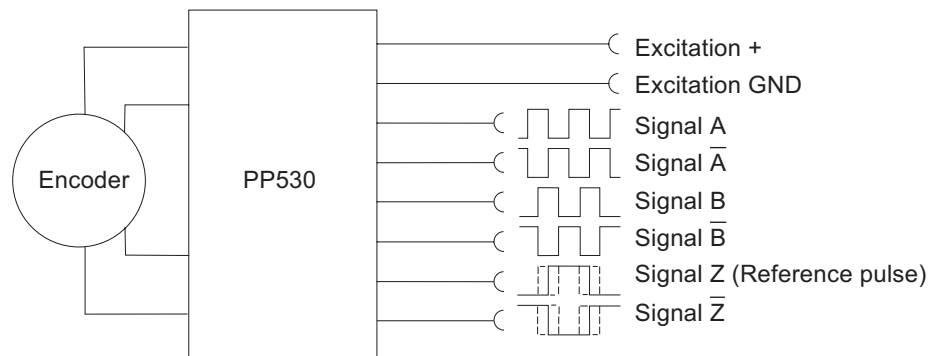 Encoder
PP530
Excitation +
Excitation GND
Signal A
Signal A̅
Signal B
Signal B̅
Signal Z (Reference pulse)
Signal Z̅